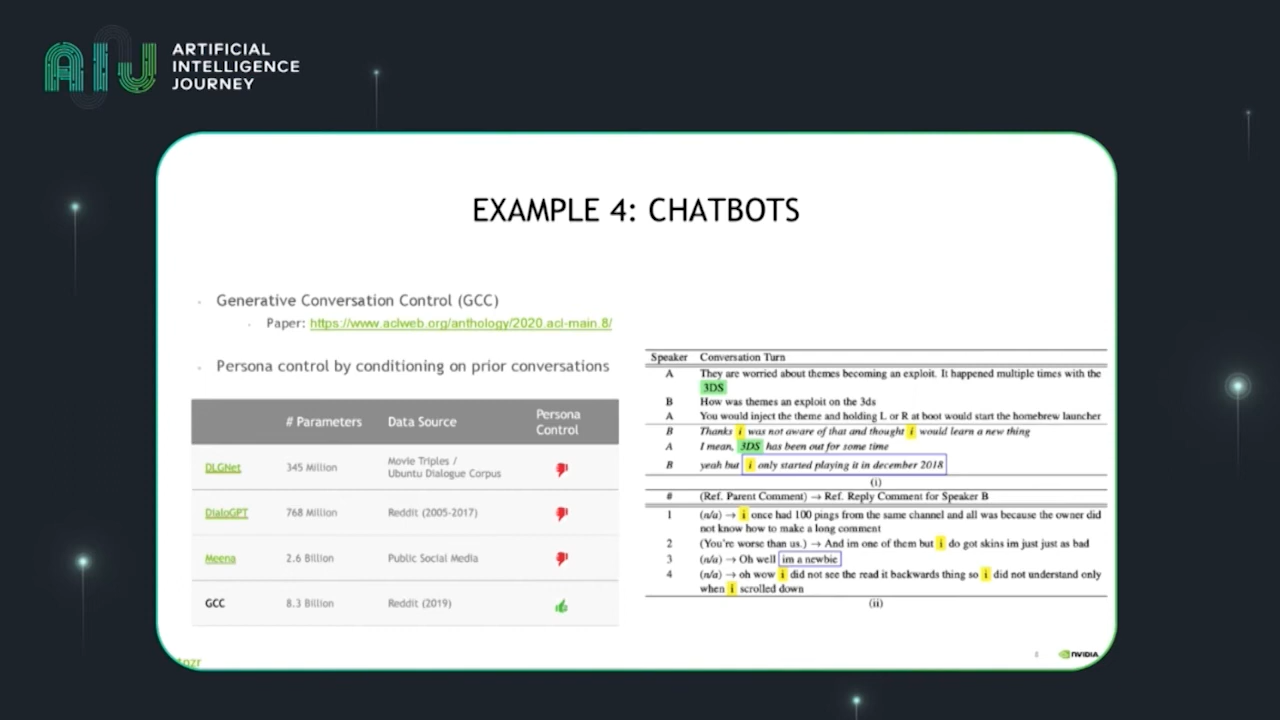 ARTIFICIAL
INTELLIGENCE
JOURNEY
EXAMPLE 4: CHATBOTS
Generative Conversation Control (GCC)
Paper: https://www.aclweb.org/anthology/2020.acl-main.8/
Persona control by conditioning on prior conversations
# Parameters Data Source Persona Control
DLGNet 345 Million Movie Triples / Ubuntu Dialogue Corpus
DialoGPT 768 Million Reddit (2005-2017)
Meena 2.6 Billion Public Social Media
GCC 8.3 Billion Reddit (2019)
Speaker Conversation Turn
A They are worried about themes becoming an exploit. It happened multiple times with the
3DS
B How was themes an exploit on the 3ds
A You would inject the theme and holding L or R at boot would start the homebrew launcher
B Thanks i was not aware of that and thought i would learn a new thing
A I mean, 3DS has been out for some time
B yeah but i only started playing it in december 2018
(i)
# (Ref. Parent Comment) → Ref. Reply Comment for Speaker B
1 (n/a) → i once had 100 pings from the same channel and all was because the owner did
not know how to make a long comment
2 (You're worse than us.) → And im one of them but i do got skins im just just as bad
3 (n/a) → Oh well im a newbie
4 (n/a) → oh wow i did not see the read it backwards thing so i did not understand only
when i scrolled down
(ii)
NVIDIA